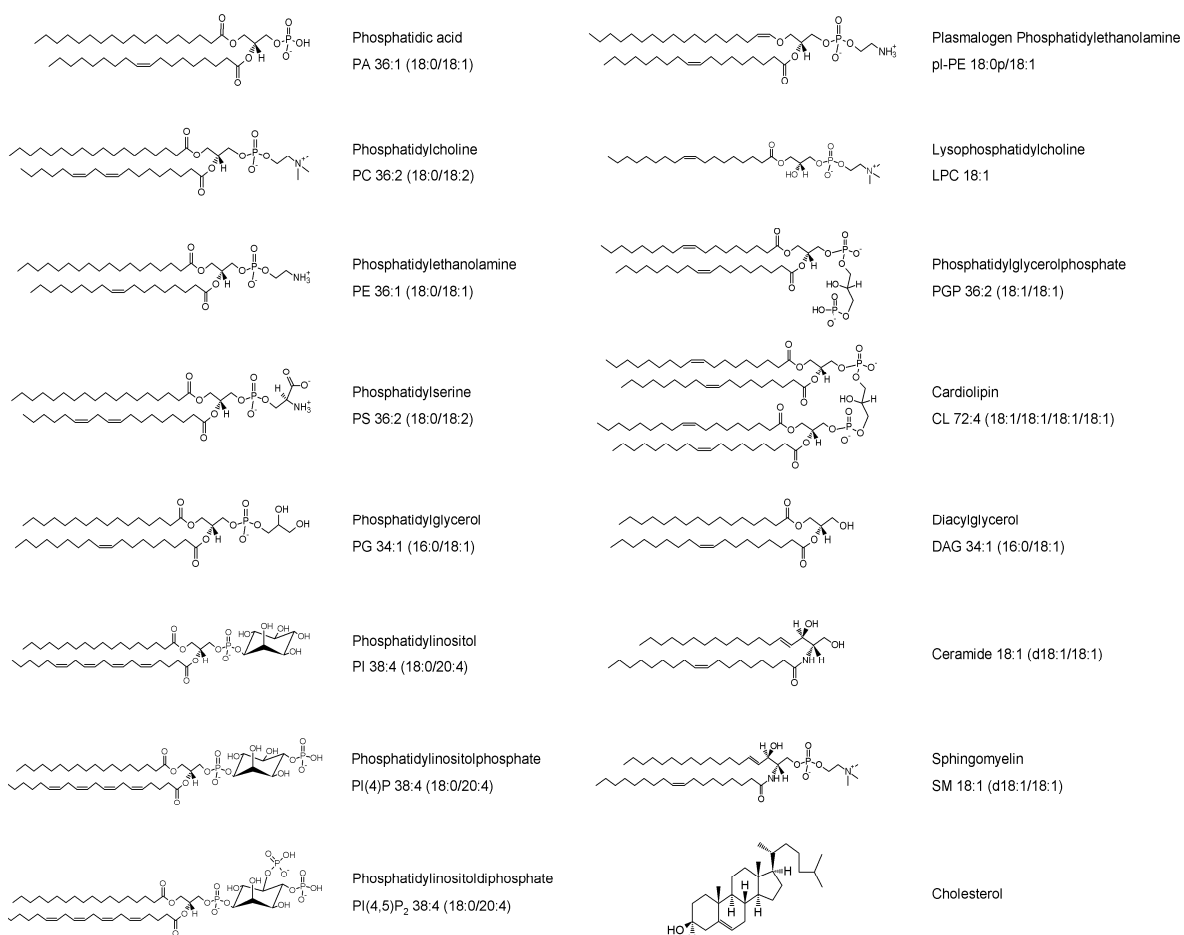 Phosphatidic acid
PA 36:1 (18:0/18:1)
Phosphatidylcholine
PC 36:2 (18:0/18:2)
Phosphatidylethanolamine
PE 36:1 (18:0/18:1)
Phosphatidylserine
PS 36:2 (18:0/18:2)
Phosphatidylglycerol
PG 34:1 (16:0/18:1)
Phosphatidylinositol
PI 38:4 (18:0/20:4)
Phosphatidylinositolphosphate
PI(4)P 38:4 (18:0/20:4)
Phosphatidylinositoldiphosphate
PI(4,5)P2 38:4 (18:0/20:4)
Plasmalogen Phosphatidylethanolamine
pl-PE 18:0p/18:1
Lysophosphatidylcholine
LPC 18:1
Phosphatidylglycerolphosphate
PGP 36:2 (18:1/18:1)
Cardiolipin
CL 72:4 (18:1/18:1/18:1/18:1)
Diacylglycerol
DAG 34:1 (16:0/18:1)
Ceramide 18:1 (d18:1/18:1)
Sphingomyelin
SM 18:1 (d18:1/18:1)
Cholesterol